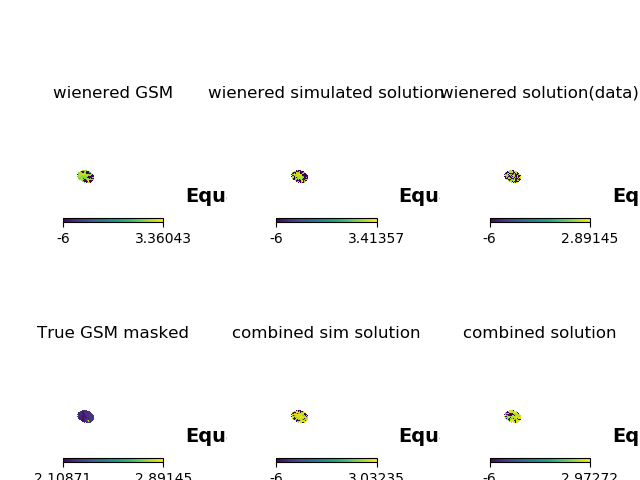 wienered GSM
wienered simulated solution
wienered solution(data)
Equ
Equ
Eq
-6 3.36043
-6 3.41357
-6 2.89145
True GSM masked
combined sim solution
combined solution
Equ
Equ
Eq
2.10871 2.89145
-6 3.03235
-6 2.97272